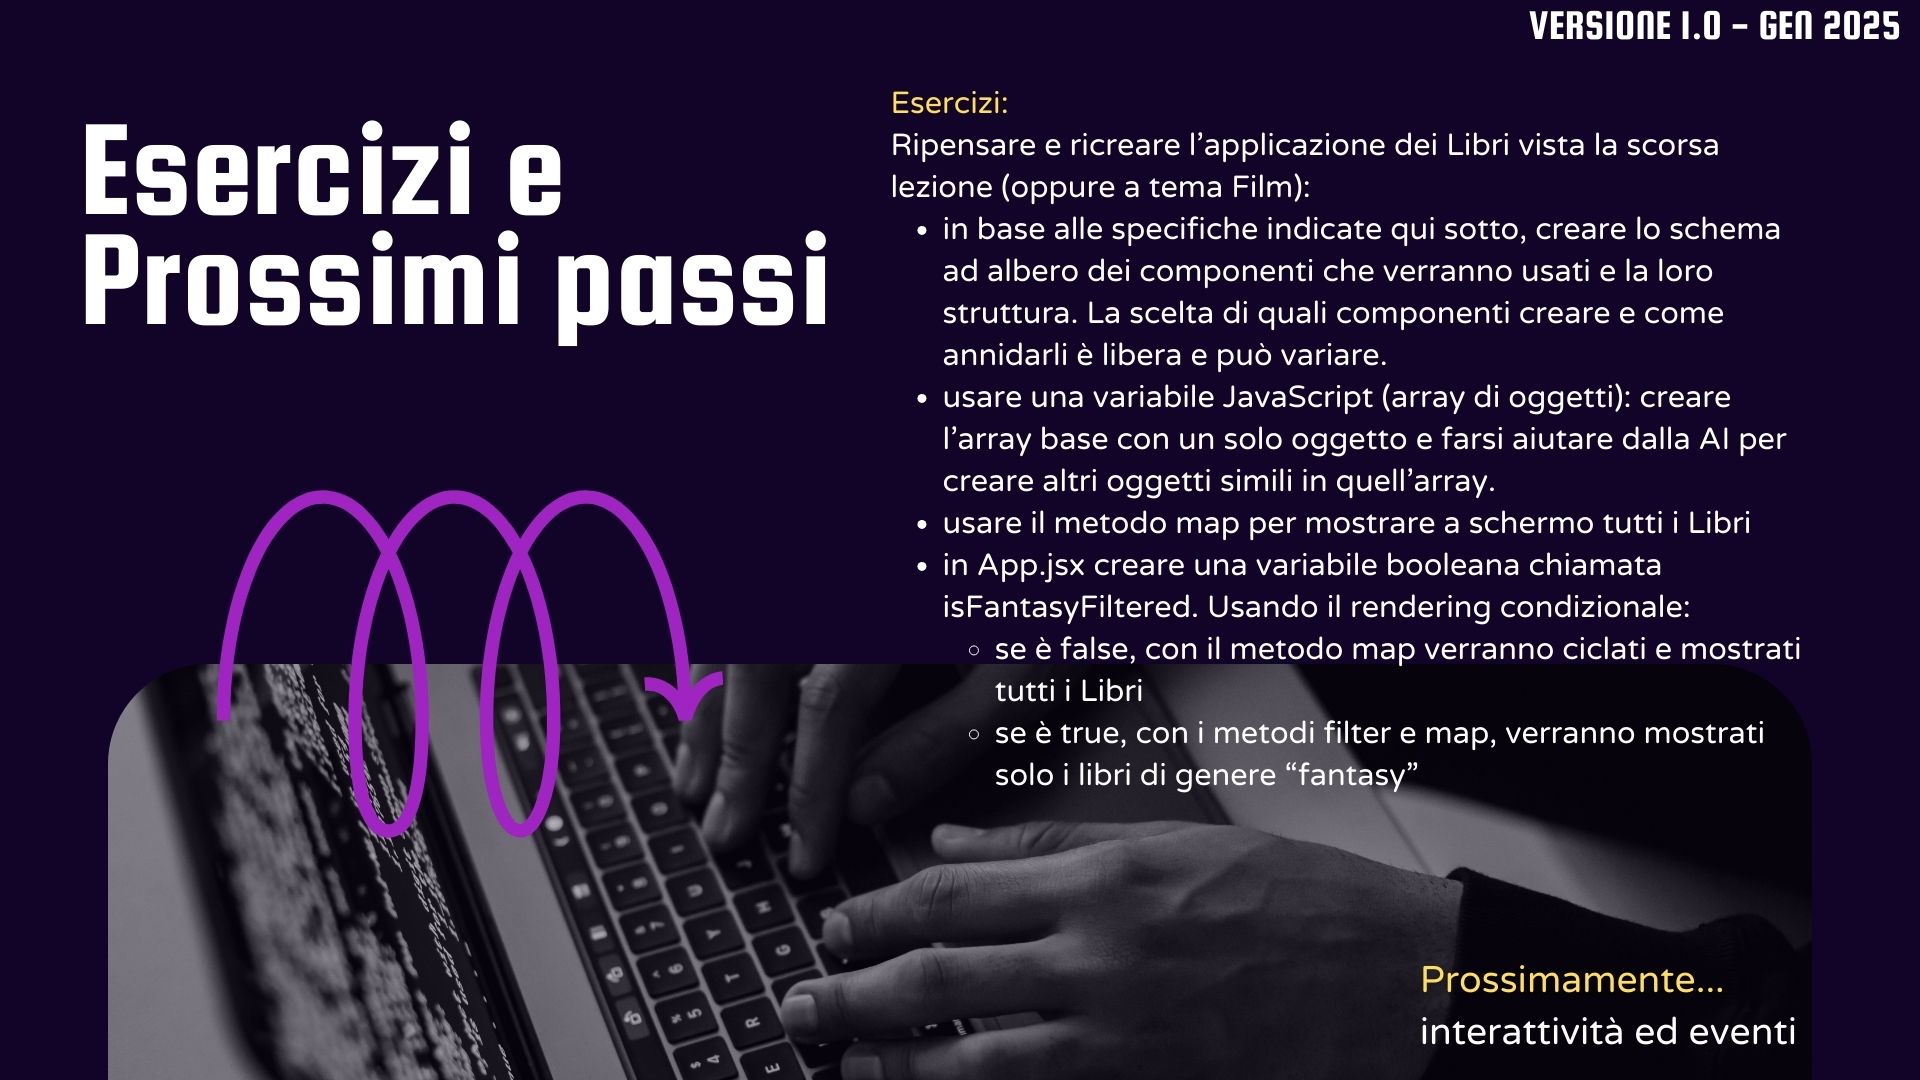 VERSIONE 1.0 - GEN 2025
Esercizi e
Prossimi passi
Esercizi:
Ripensare e ricreare l’applicazione dei Libri vista la scorsa
lezione (oppure a tema Film):
• in base alle specifiche indicate qui sotto, creare lo schema
ad albero dei componenti che verranno usati e la loro
struttura. La scelta di quali componenti creare e come
annidarli è libera e può variare.
• usare una variabile JavaScript (array di oggetti): creare
l’array base con un solo oggetto e farsi aiutare dalla AI per
creare altri oggetti simili in quell’array.
• usare il metodo map per mostrare a schermo tutti i Libri
• in App.jsx creare una variabile booleana chiamata
isFantasyFiltered. Usando il rendering condizionale:
◦ se è false, con il metodo map verranno ciclati e mostrati
tutti i Libri
◦ se è true, con i metodi filter e map, verranno mostrati
solo i libri di genere “fantasy”
Prossimamente...
interattività ed eventi